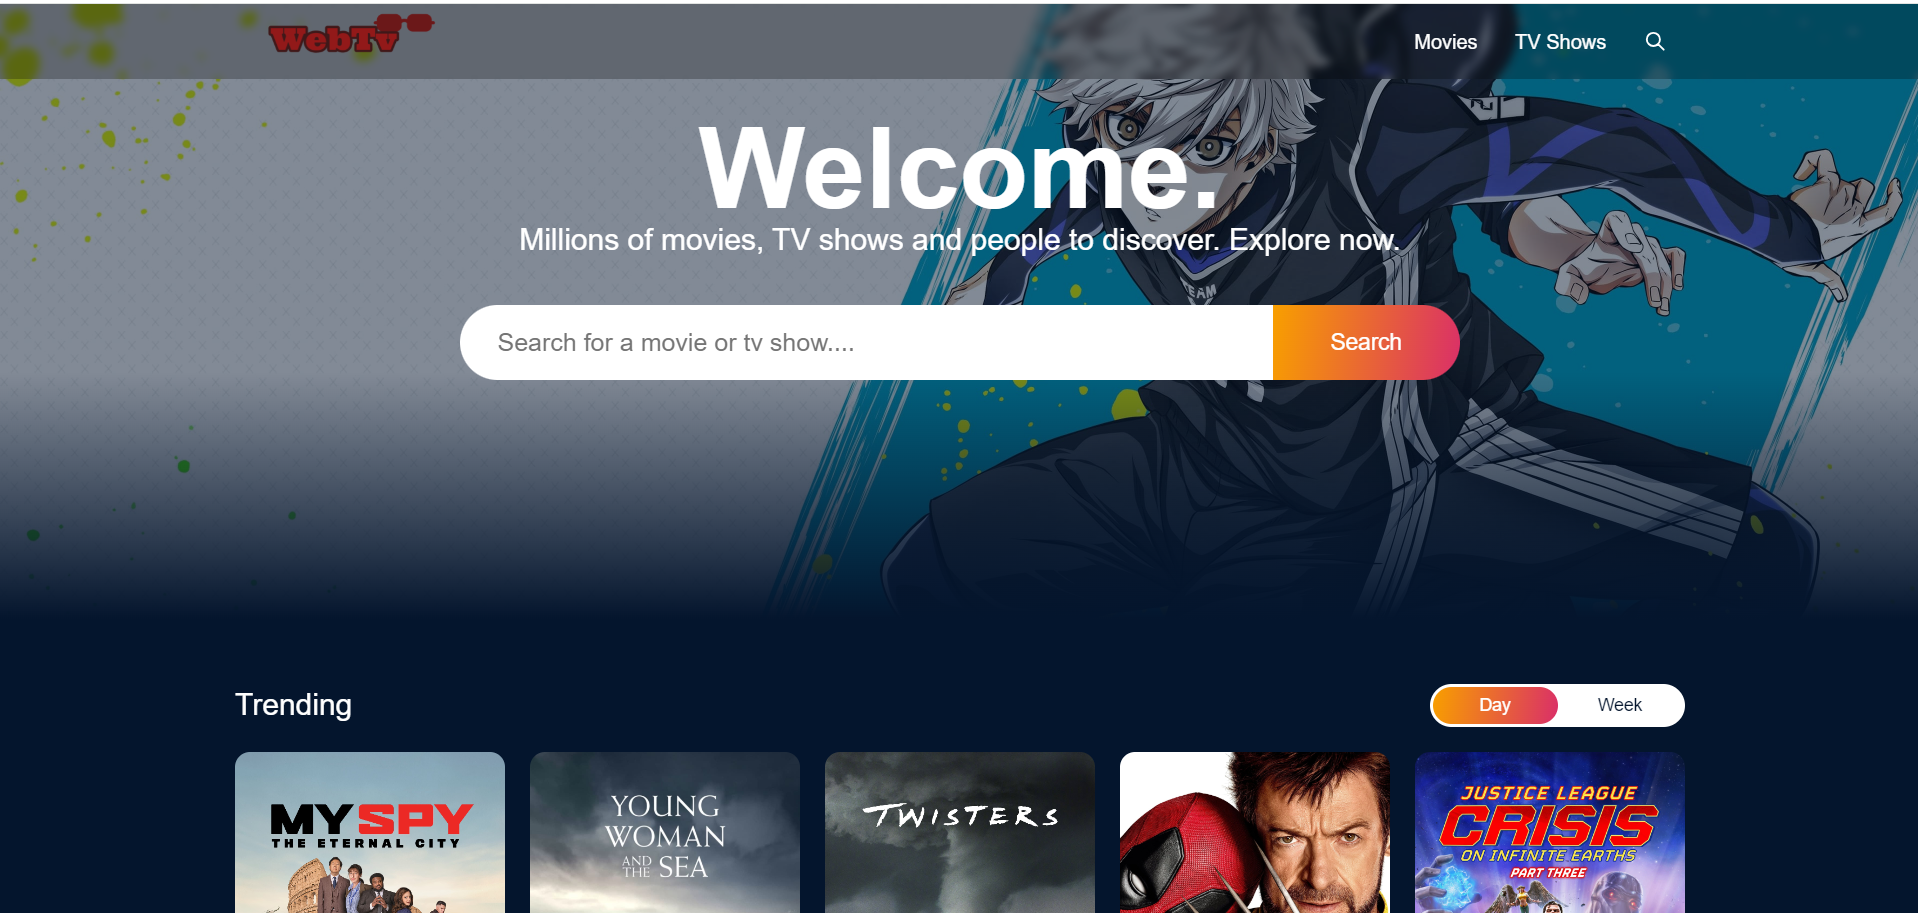 WebTv
Movies TV Shows
Welcome.
Millions of movies, TV shows and people to discover. Explore now.
TEAM
Search for a movie or tv show.... Search
Trending Day Week
MY SPY
THE ETERNAL CITY
YOUNG
WOMAN
AND THE SEA
TWISTERS
JUSTICE LEAGUE
CRISIS
ON INFINITE EARTHS
PART THREE